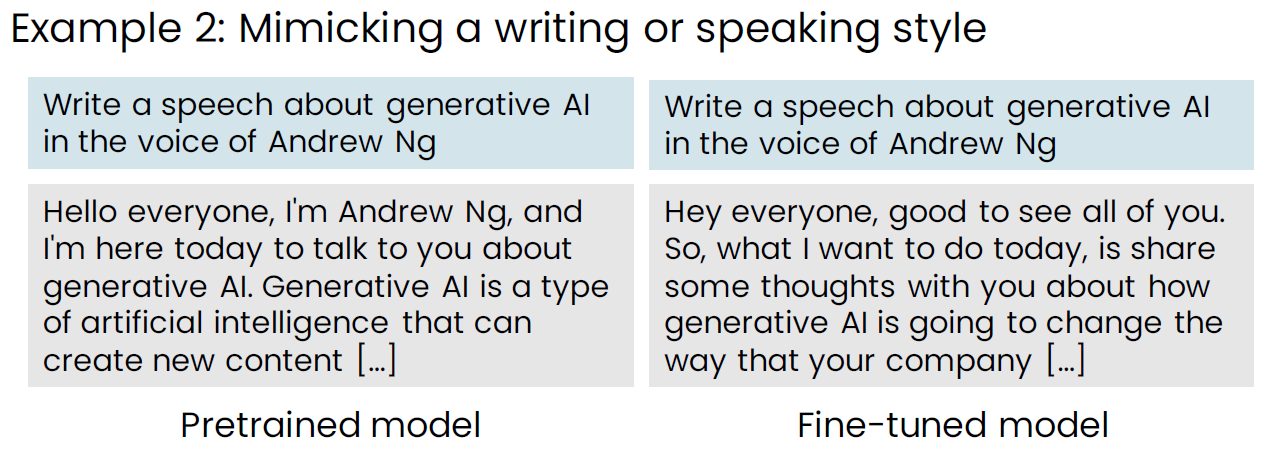 Example 2: Mimicking a writing or speaking style
Write a speech about generative AI
in the voice of Andrew Ng
Hello everyone, I'm Andrew Ng, and
I'm here today to talk to you about
generative AI. Generative AI is a type
of artificial intelligence that can
create new content [...]
Pretrained model
Write a speech about generative AI
in the voice of Andrew Ng
Hey everyone, good to see all of you.
So, what I want to do today, is share
some thoughts with you about how
generative AI is going to change the
way that your company [...]
Fine-tuned model